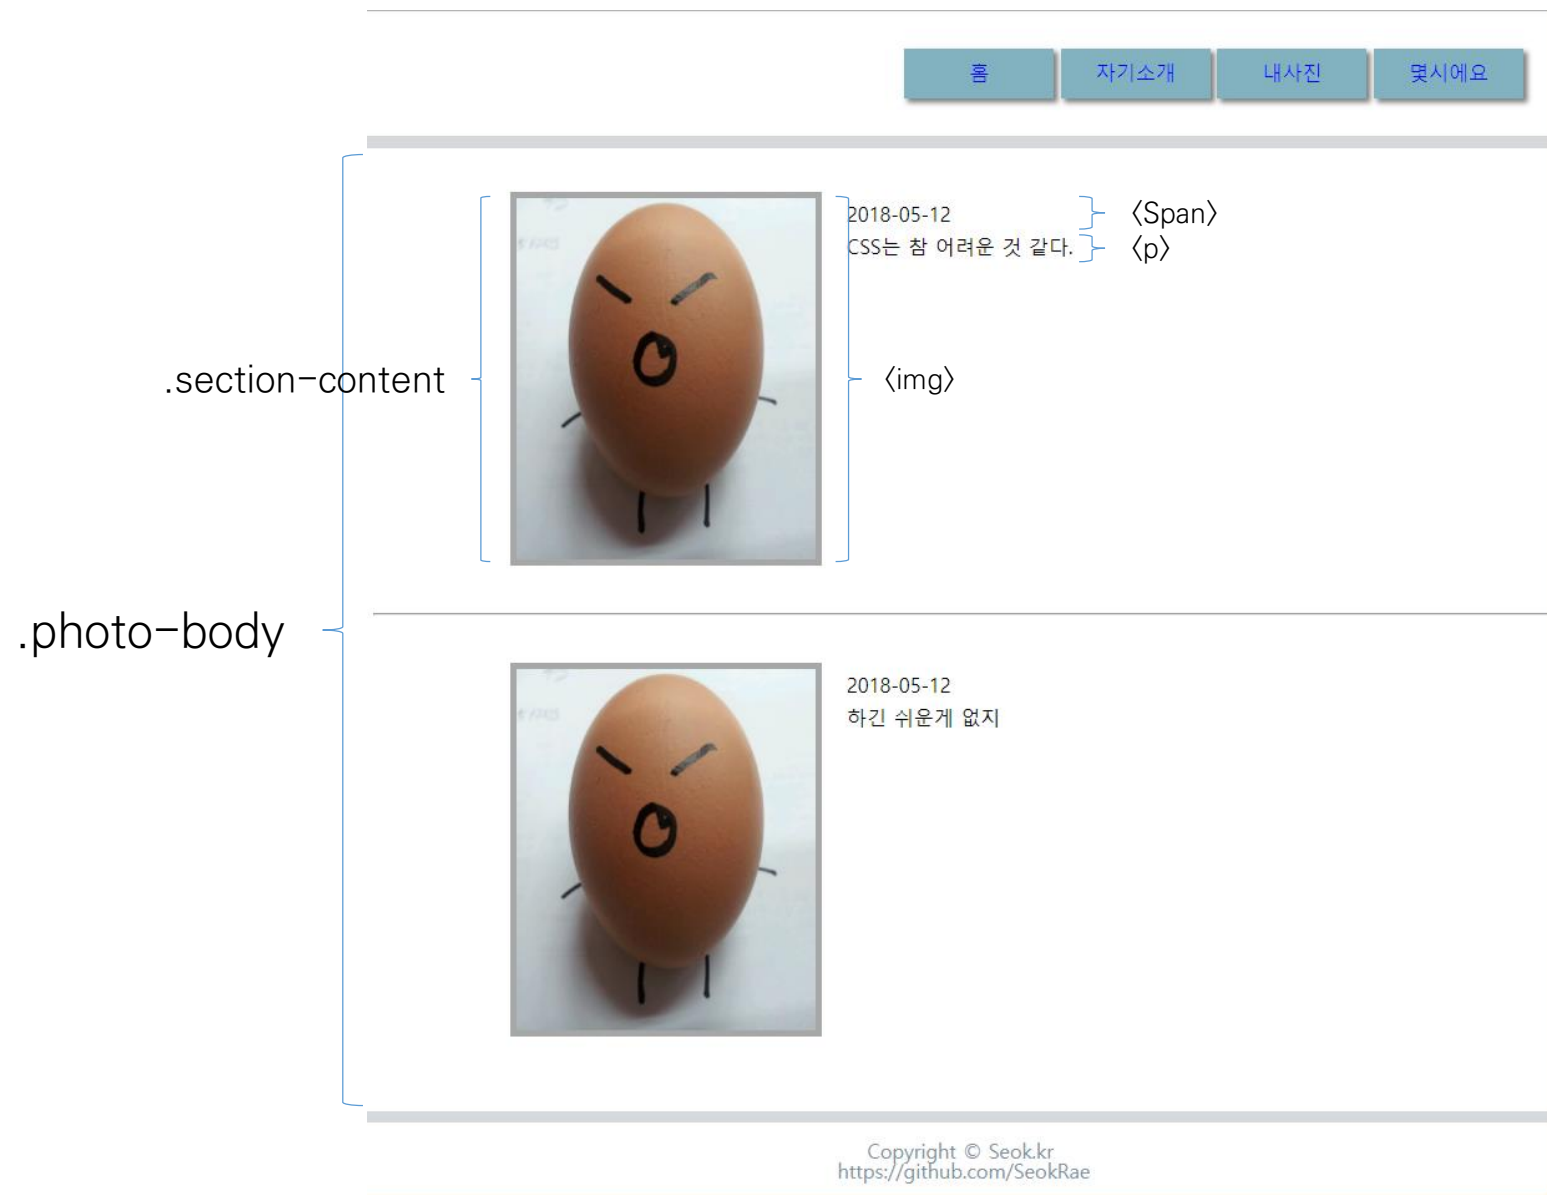 홈 자기소개 내사진 몇시에요
2018-05-12 〈Span〉
CSS는 참 어려운 것 같다. 〈p〉
.section-content 〈img〉
.photo-body
2018-05-12
하긴 쉬운게 없지
Copyright © Seok.kr
https://github.com/SeokRae